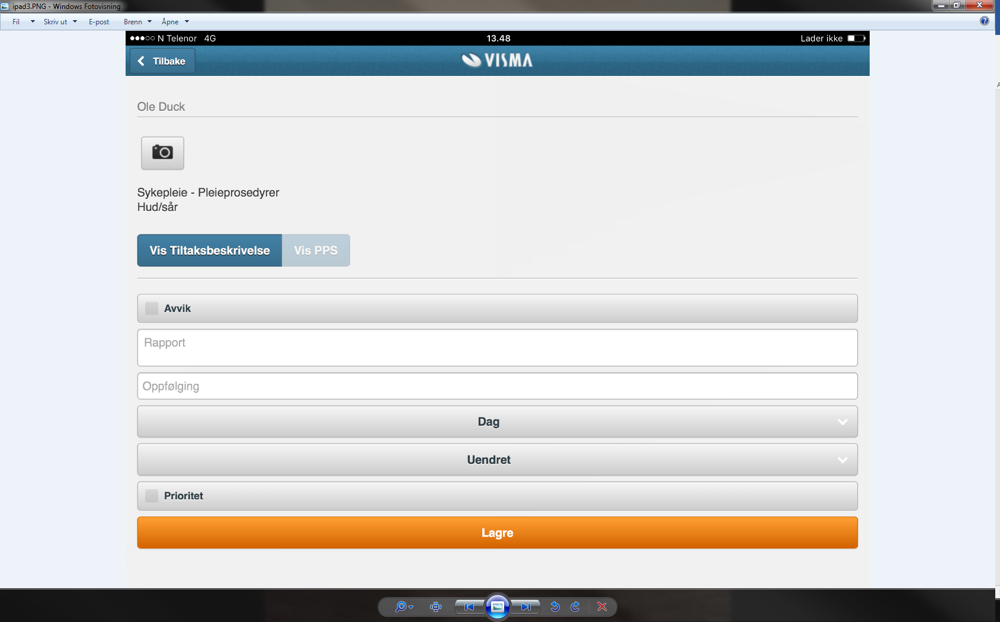 ipad3.PNG - Windows Fotovisning
Fil Skriv ut E-post Brenn Åpne
N Telenor 4G 13.48 Lader ikke
Tilbake VISMA
Ole Duck
Sykepleie - Pleieprosedyrer
Hud/sår
Vis Tiltaksbeskrivelse Vis PPS
Avvik
Rapport
Oppfølging
Dag
Uendret
Prioritet
Lagre